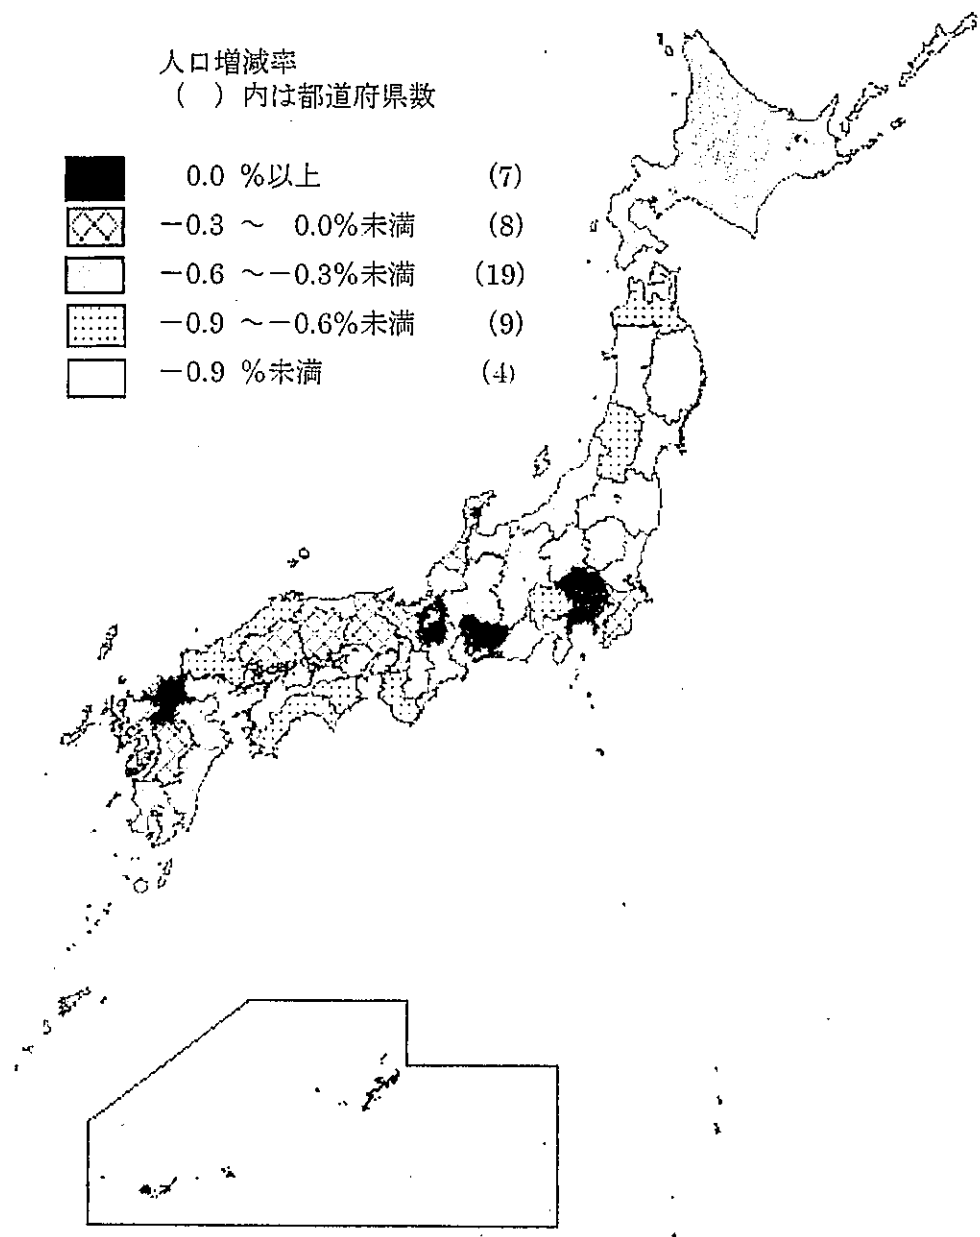 人口増減率
( ) 内は都道府県数
0.0 %以上 (7)
−0.3 ～ 0.0%未満 (8)
−0.6 ～−0.3%未満 (19)
−0.9 ～−0.6%未満 (9)
−0.9 %未満 (4)